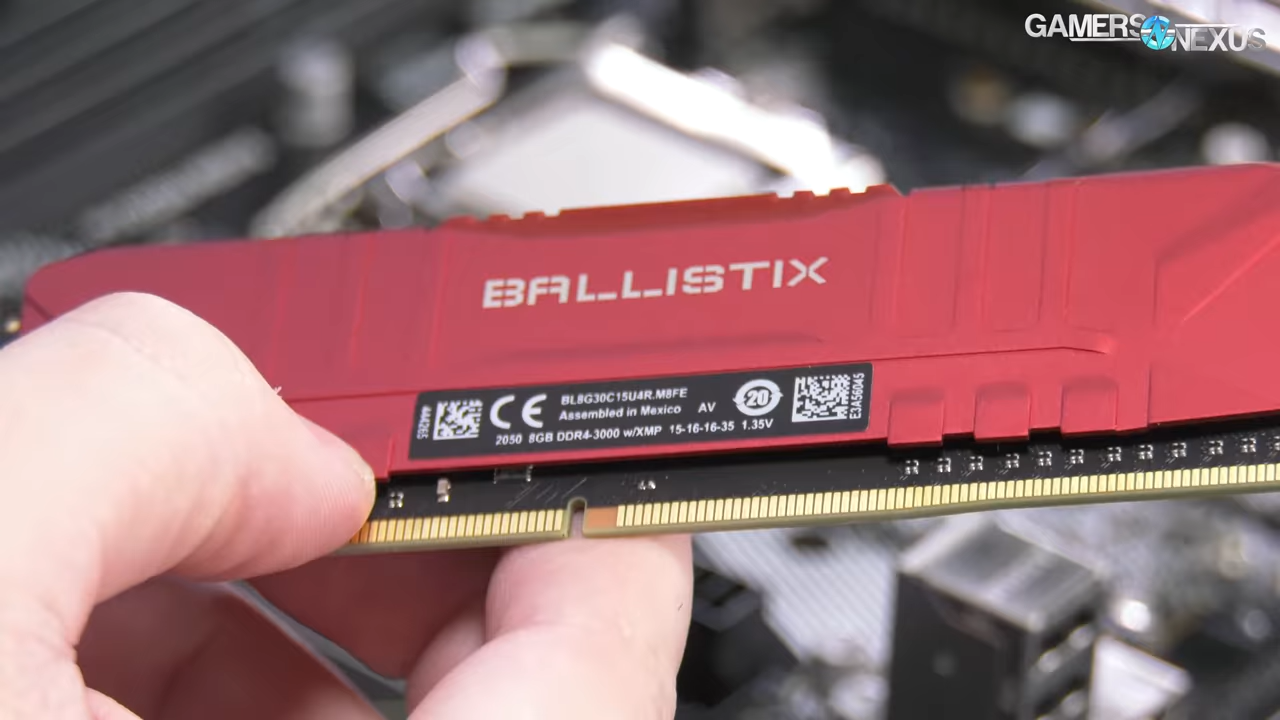 GAMERS NEXUS
BALLISTIX
BL8G30C15U4R.M8FE
Assembled in Mexico AV
2050 8GB DDR4-3000 w/XMP 15-16-16-35 1.35V
CE
20
E3A56045